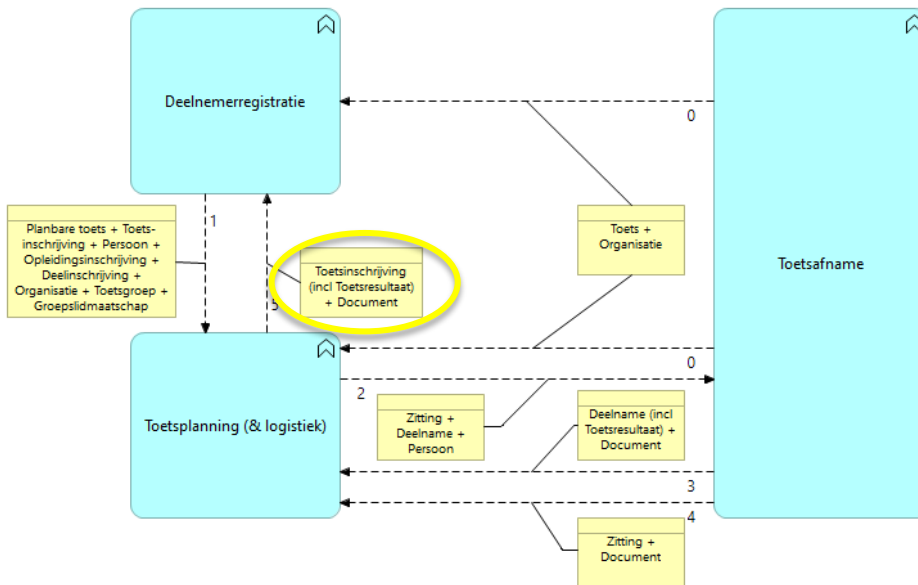 Deelnemerregistratie
0
Toetsafname
1
Planbare toets + Toets-
inschrijving + Persoon +
Opleidingsinschrijving +
Deelinschrijving +
Organisatie + Toetsgroep +
Groepslidmaatschap
Toetsinschrijving
(incl Toetsresultaat)
+ Document
5
Toets +
Organisatie
Toetsplanning (& logistiek)
0
2
Zitting +
Deelname +
Persoon
Deelname (incl
Toetsresultaat) +
Document
3
4
Zitting +
Document